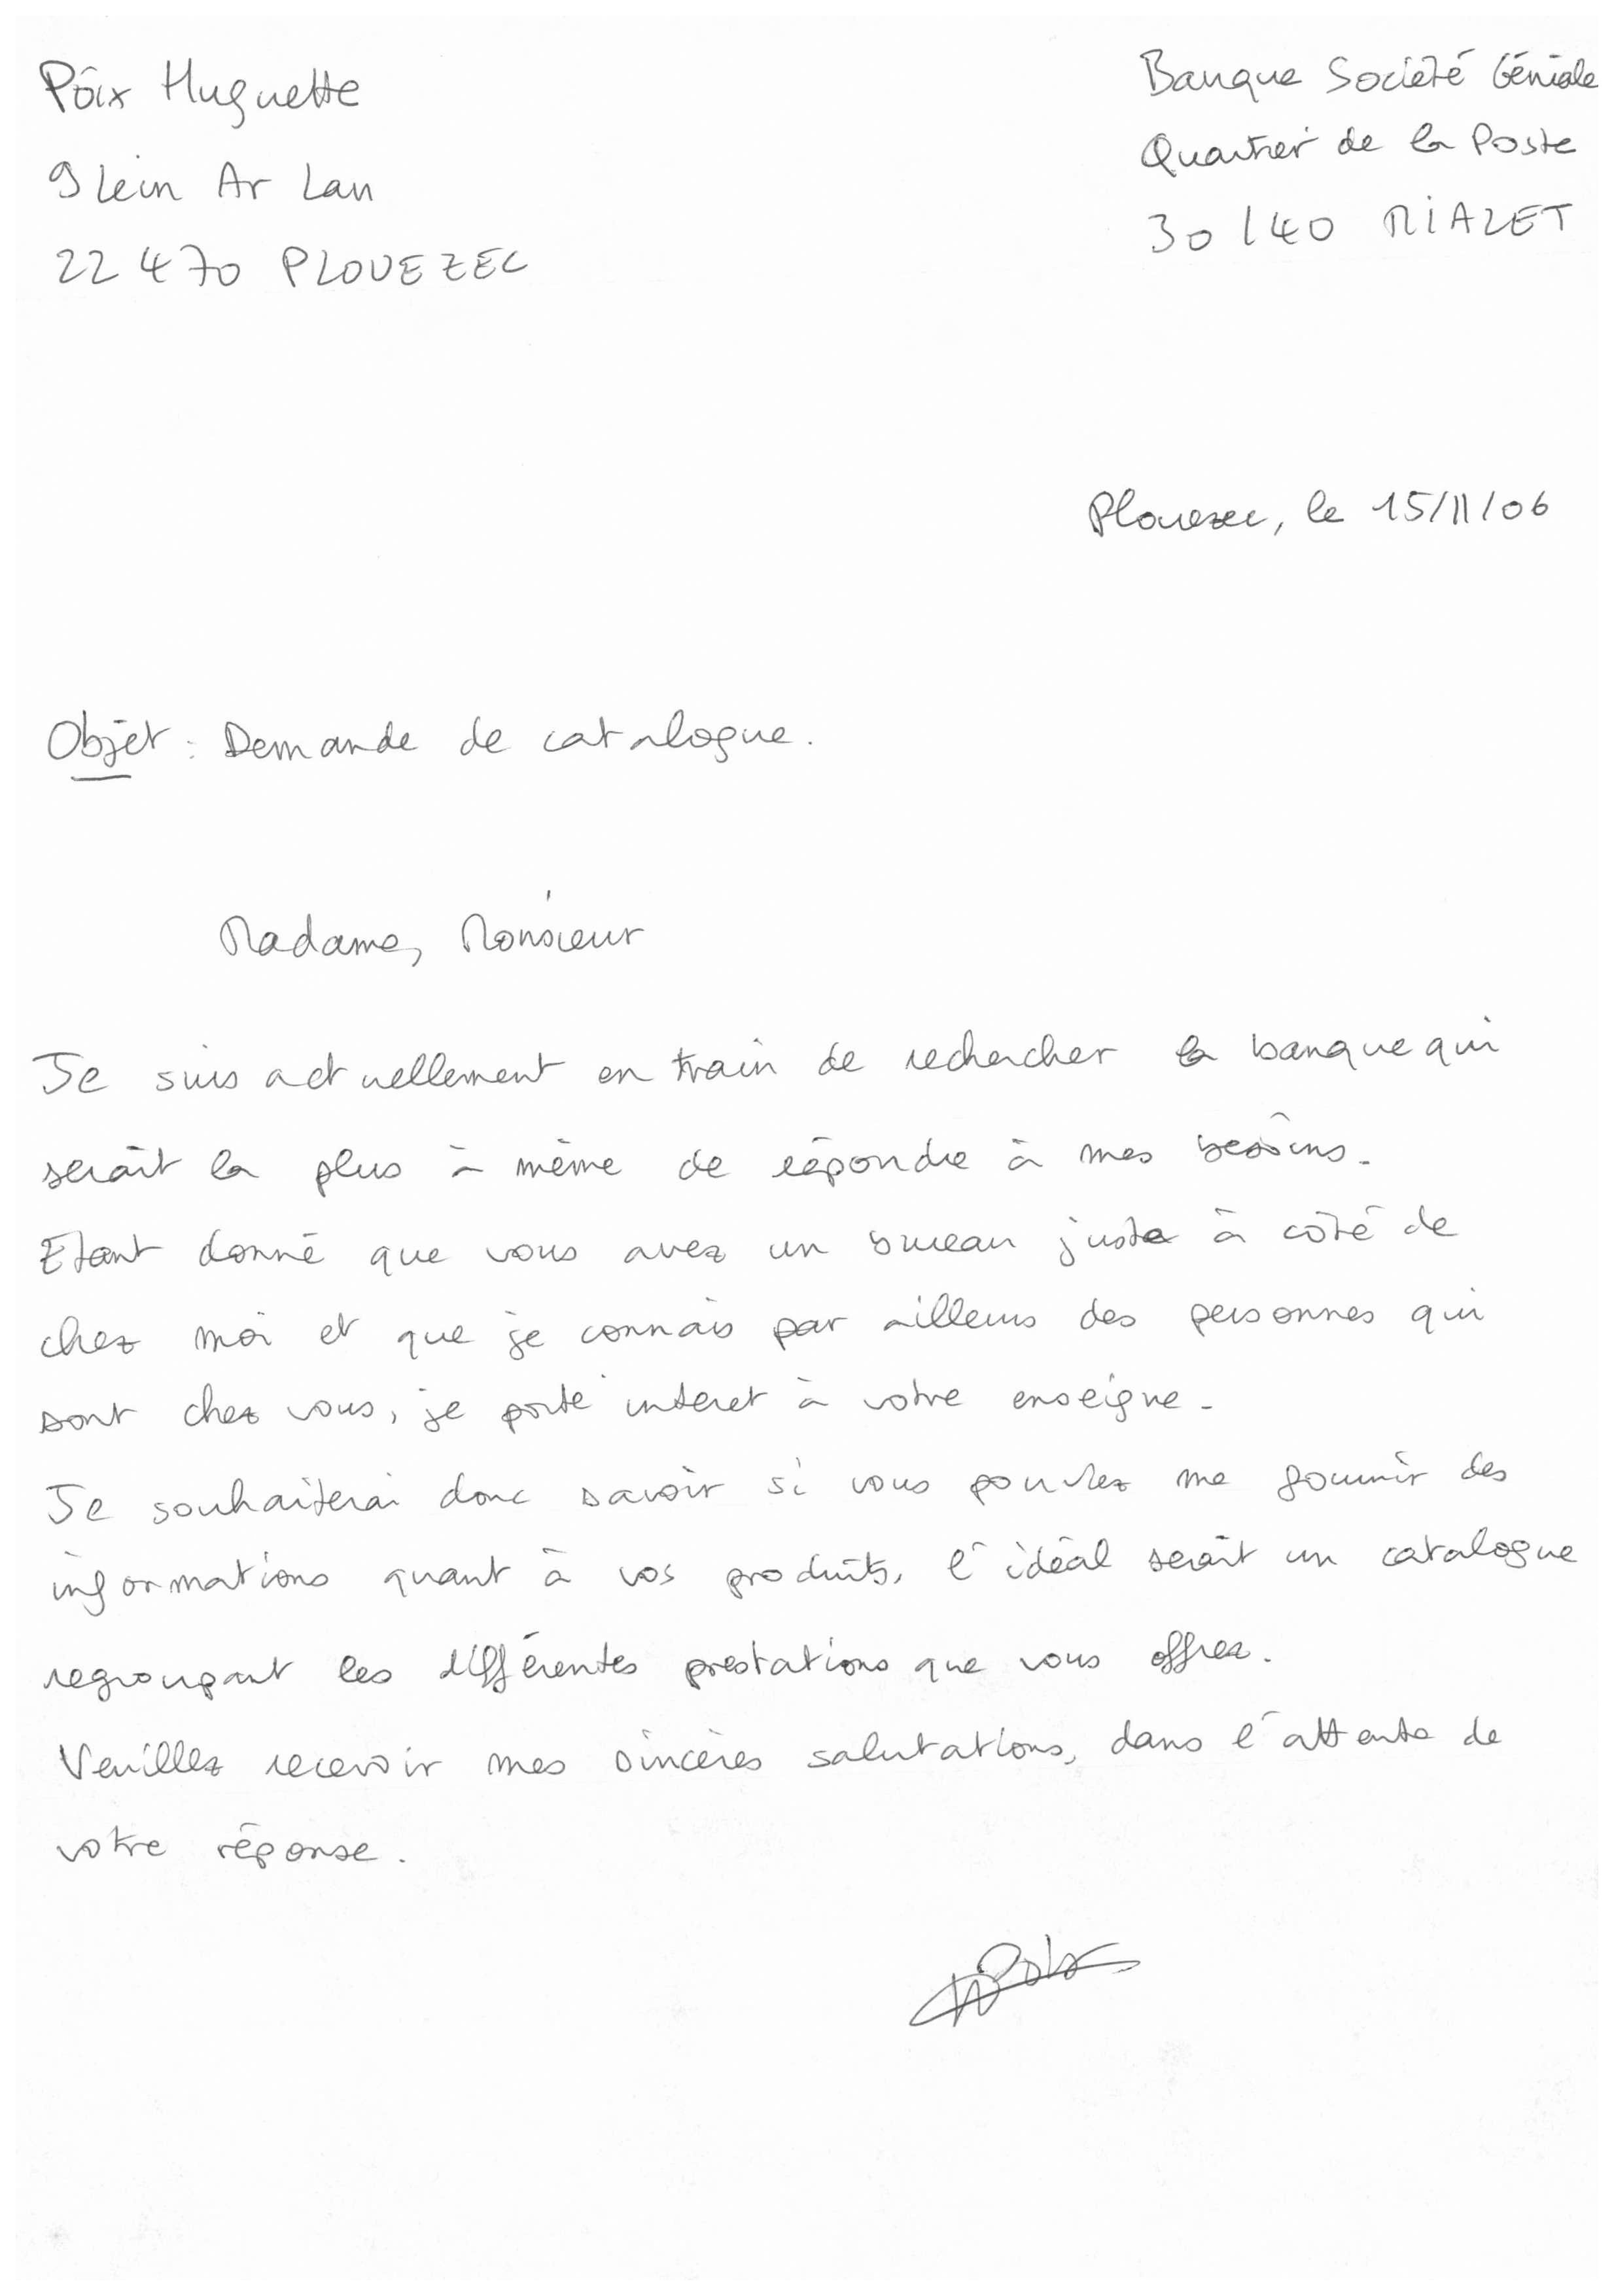 Poix Huguette
9 Lein Ar Lan
22 470 PLOUEZEC
Banque Société Géniale
Quartier de la Poste
30140 MIALET
Plouezec, le 15/11/06
Objet : Demande de catalogue.
Madame, Monsieur
Je suis actuellement en train de rechercher la banque qui
serait la plus à même de répondre à mes besoins.
Etant donné que vous avez un bureau juste à côté de
chez moi et que je connais par ailleurs des personnes qui
sont chez vous, je porte interet à votre enseigne.
Je souhaiterai donc savoir si vous pouviez me fournir des
informations quant à vos produits, l'idéal serait un catalogue
regroupant les différentes prestations que vous offrez.
Veuillez recevoir mes sincères salutations, dans l'attente de
votre réponse.